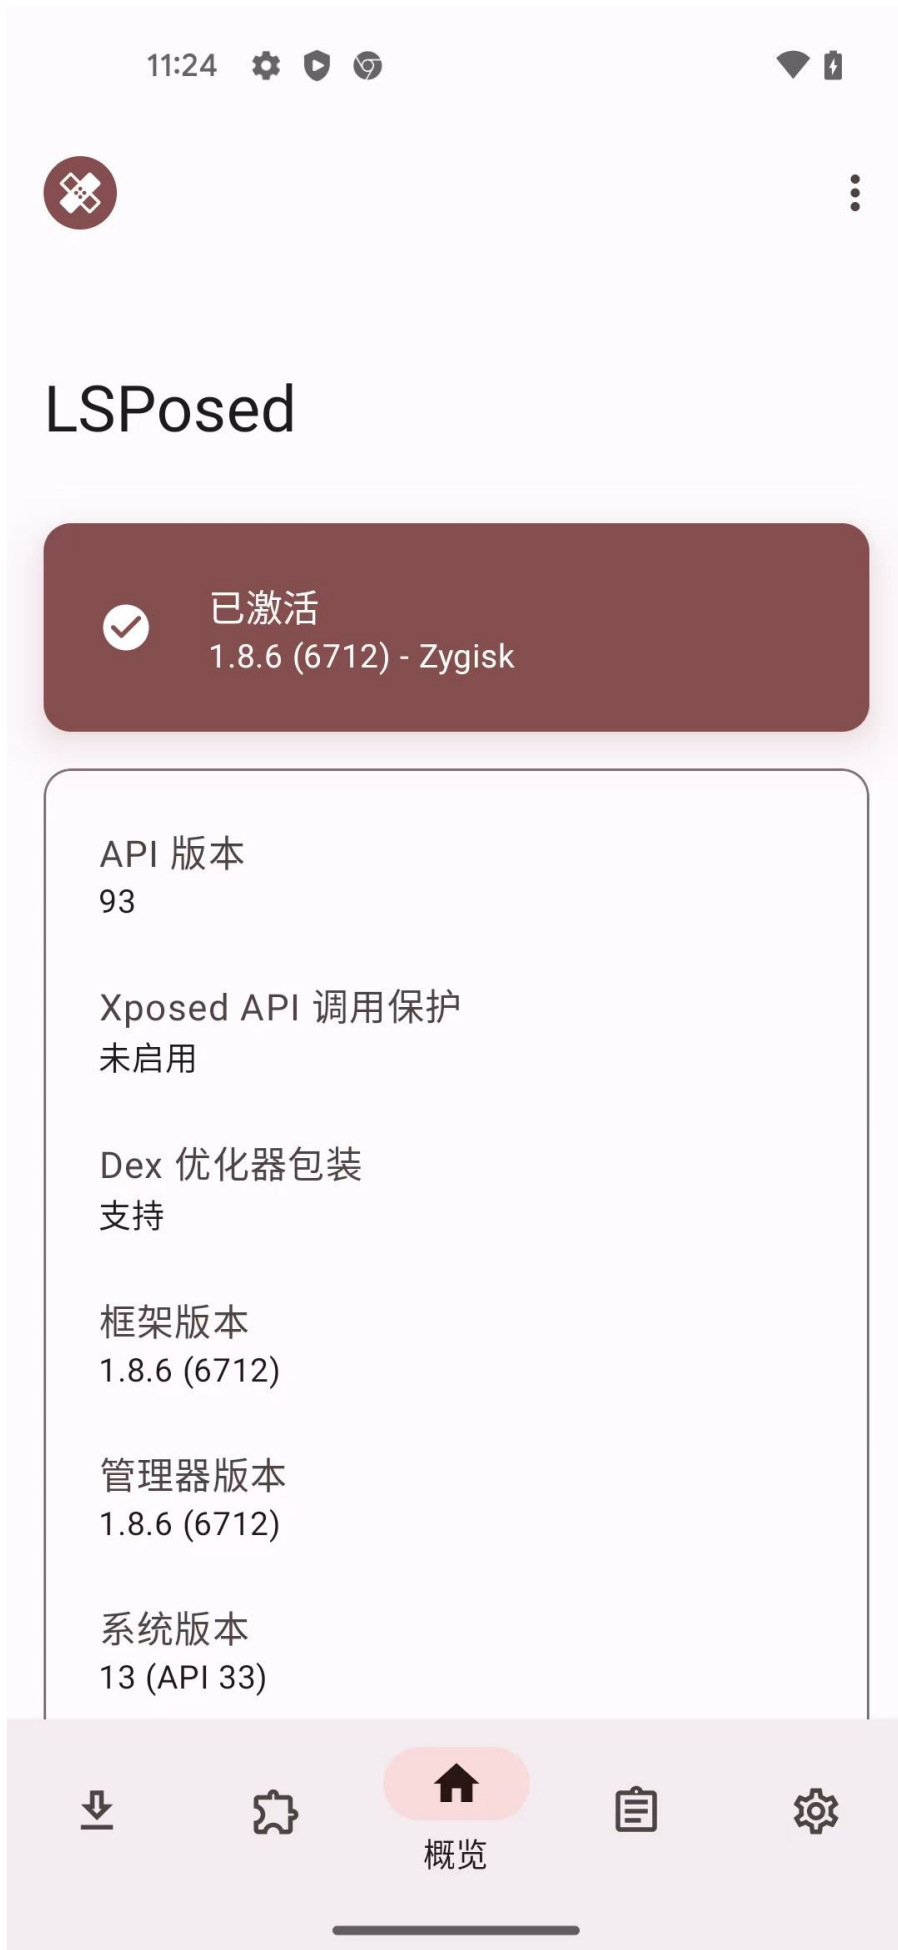 11:24
LSPosed
已激活
1.8.6 (6712) - Zygisk
API 版本
93
Xposed API 调用保护
未启用
Dex 优化器包装
支持
框架版本
1.8.6 (6712)
管理器版本
1.8.6 (6712)
系统版本
13 (API 33)
概览